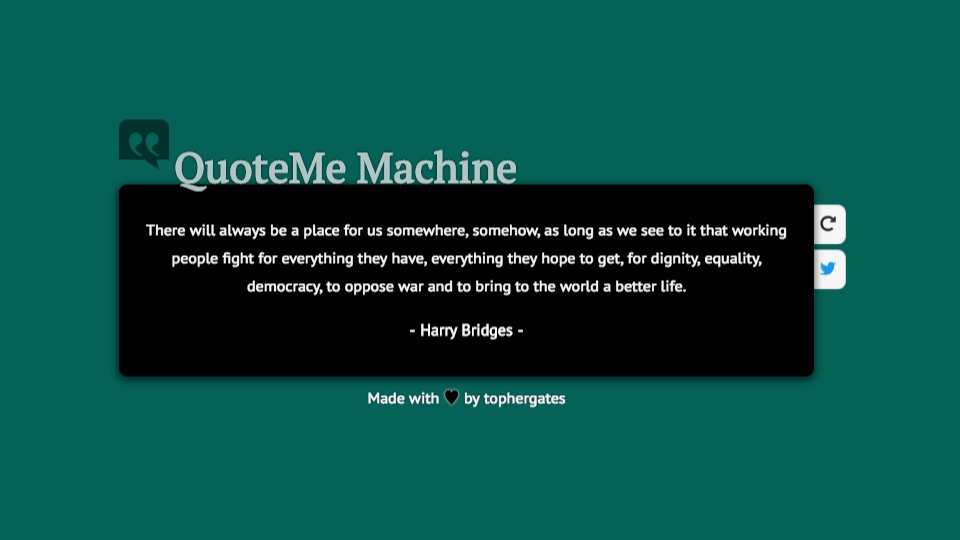 QuoteMe Machine
There will always be a place for us somewhere, somehow, as long as we see to it that working
people fight for everything they have, everything they hope to get, for dignity, equality,
democracy, to oppose war and to bring to the world a better life.
- Harry Bridges -
Made with 🖤 by tophergates